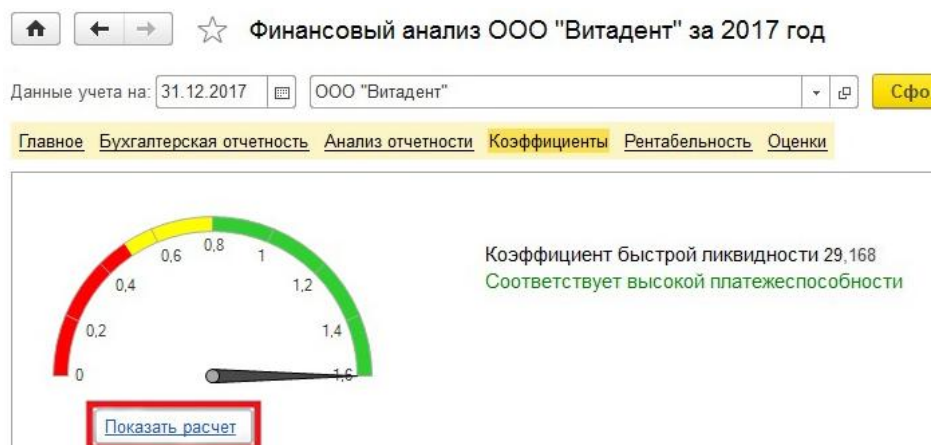 Финансовый анализ ООО "Витадент" за 2017 год
Данные учета на: 31.12.2017 ООО "Витадент" Сфо
Главное Бухгалтерская отчетность Анализ отчетности Коэффициенты Рентабельность Оценки
0 0,2 0,4 0,6 0,8 1 1,2 1,4 1,6
Коэффициент быстрой ликвидности 29,168
Соответствует высокой платежеспособности
Показать расчет